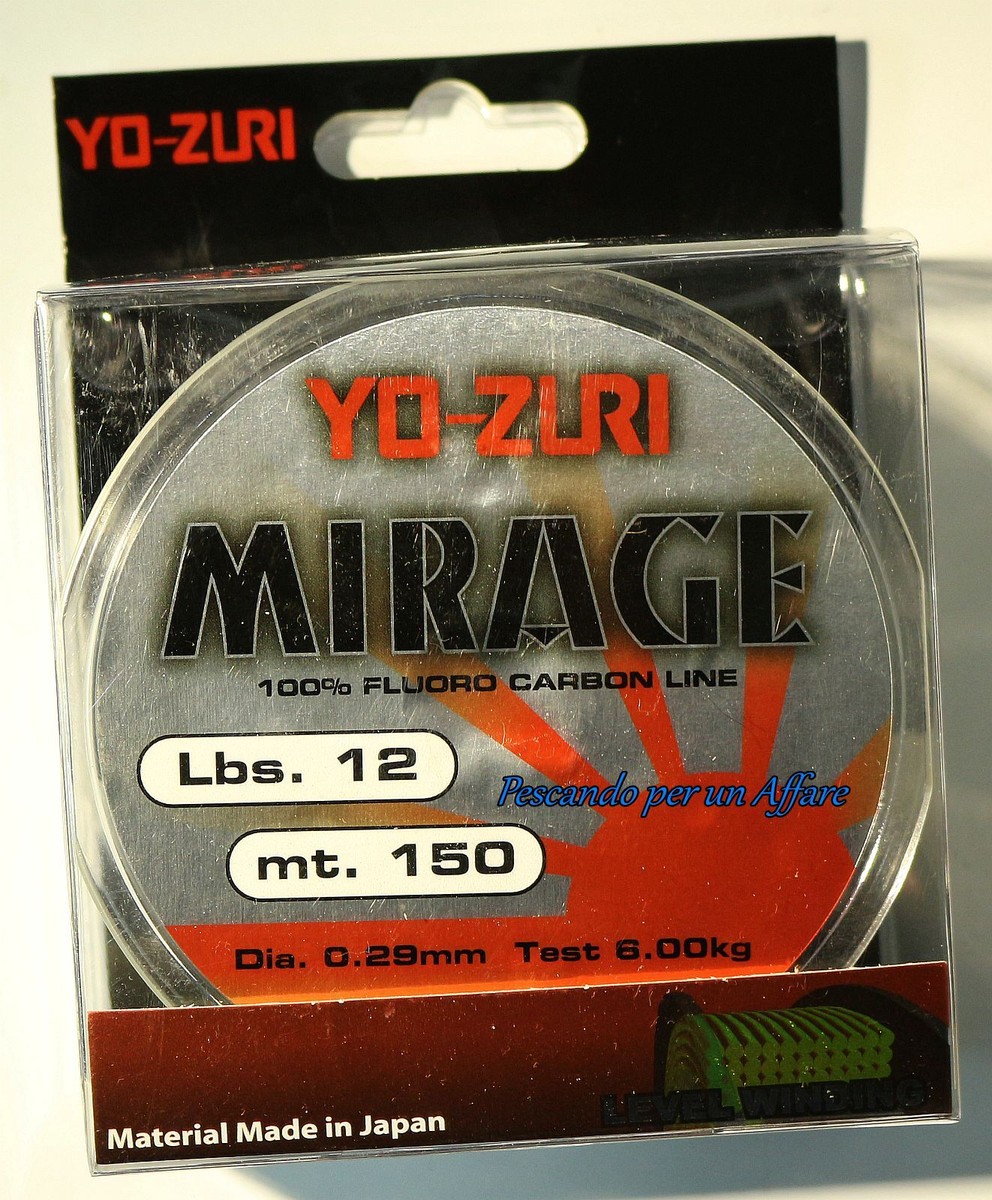 YO-ZURI
YO-ZURI
MIRAGE
100% FLUORO CARBON LINE
Lbs. 12
Pescando per un Affare
mt. 150
Dia. 0.29mm Test 6.00kg
LEVEL WINDING
Material Made in Japan